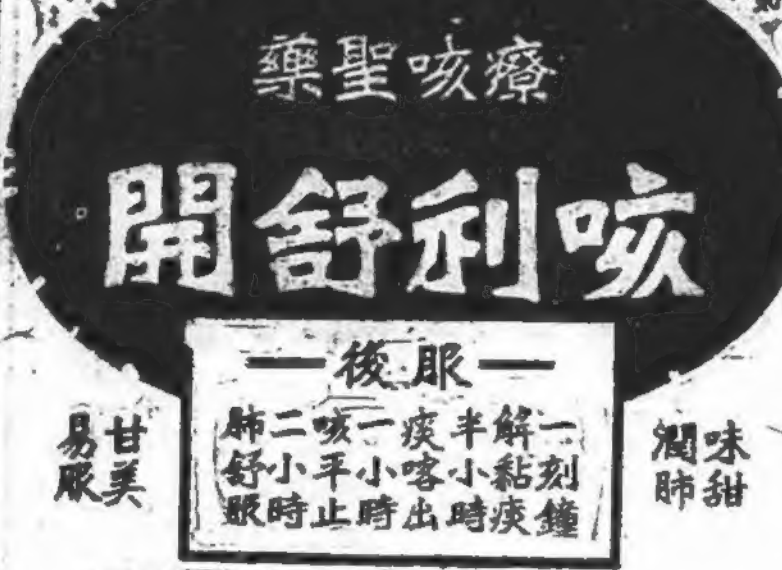 療咳聖藥
咳利舒開
服後
味甜
潤肺
一刻鐘
解黏痰
半小時
痰喀出
一小時
咳平止
二小時
肺舒服
甘美
易服